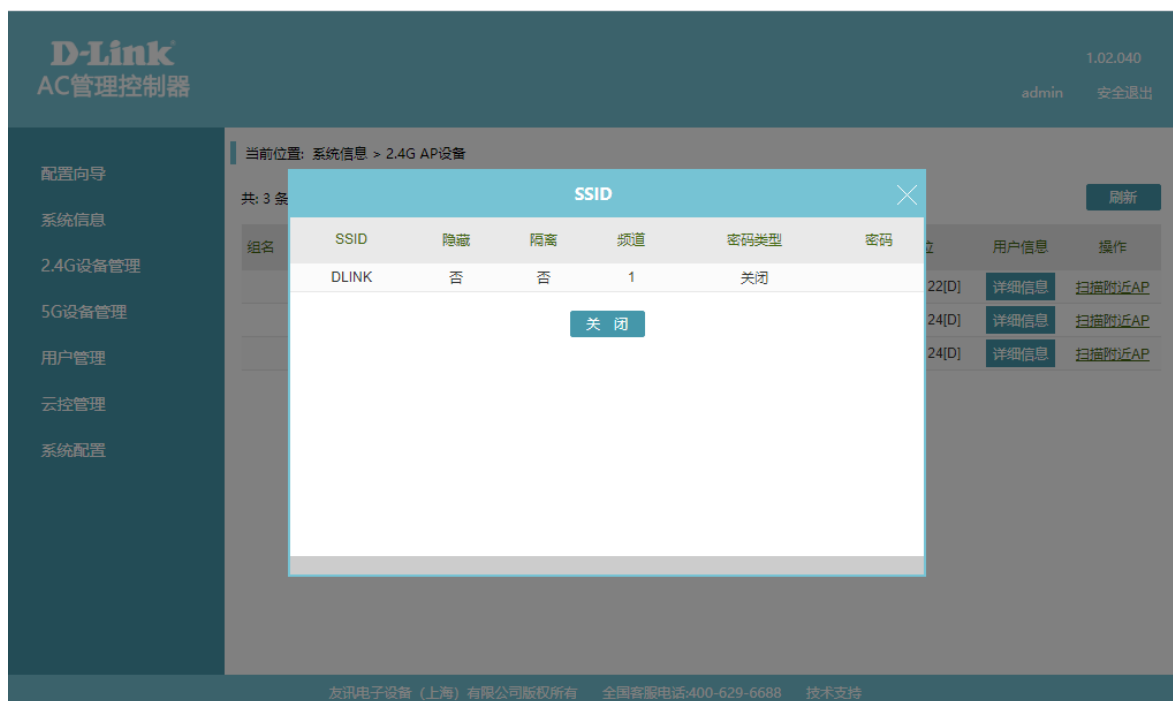 D-Link
AC管理控制器
1.02.040
admin 安全退出
配置向导
系统信息
2.4G设备管理
5G设备管理
用户管理
云控管理
系统配置
当前位置: 系统信息 > 2.4G AP设备
共: 3 条
刷新
组名 用户信息 操作
22[D] 详细信息 扫描附近AP
24[D] 详细信息 扫描附近AP
24[D] 详细信息 扫描附近AP
SSID
SSID 隐藏 隔离 频道 密码类型 密码
DLINK 否 否 1 关闭
关 闭
友讯电子设备（上海）有限公司版权所有 全国客服电话:400-629-6688 技术支持